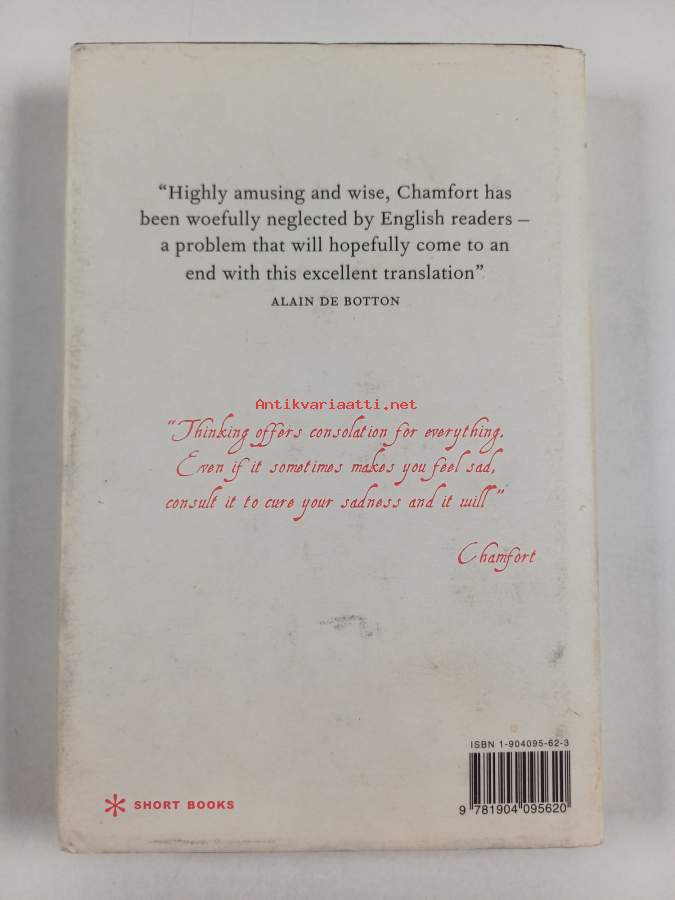 “Highly amusing and wise, Chamfort has
been woefully neglected by English readers –
a problem that will hopefully come to an
end with this excellent translation”
ALAIN DE BOTTON
Antikvariaatti.net
“Thinking offers consolation for everything.
Even if it sometimes makes you feel sad,
consult it to cure your sadness and it will”
Chamfort
ISBN 1-904095-62-3
9 781904 095620
SHORT BOOKS